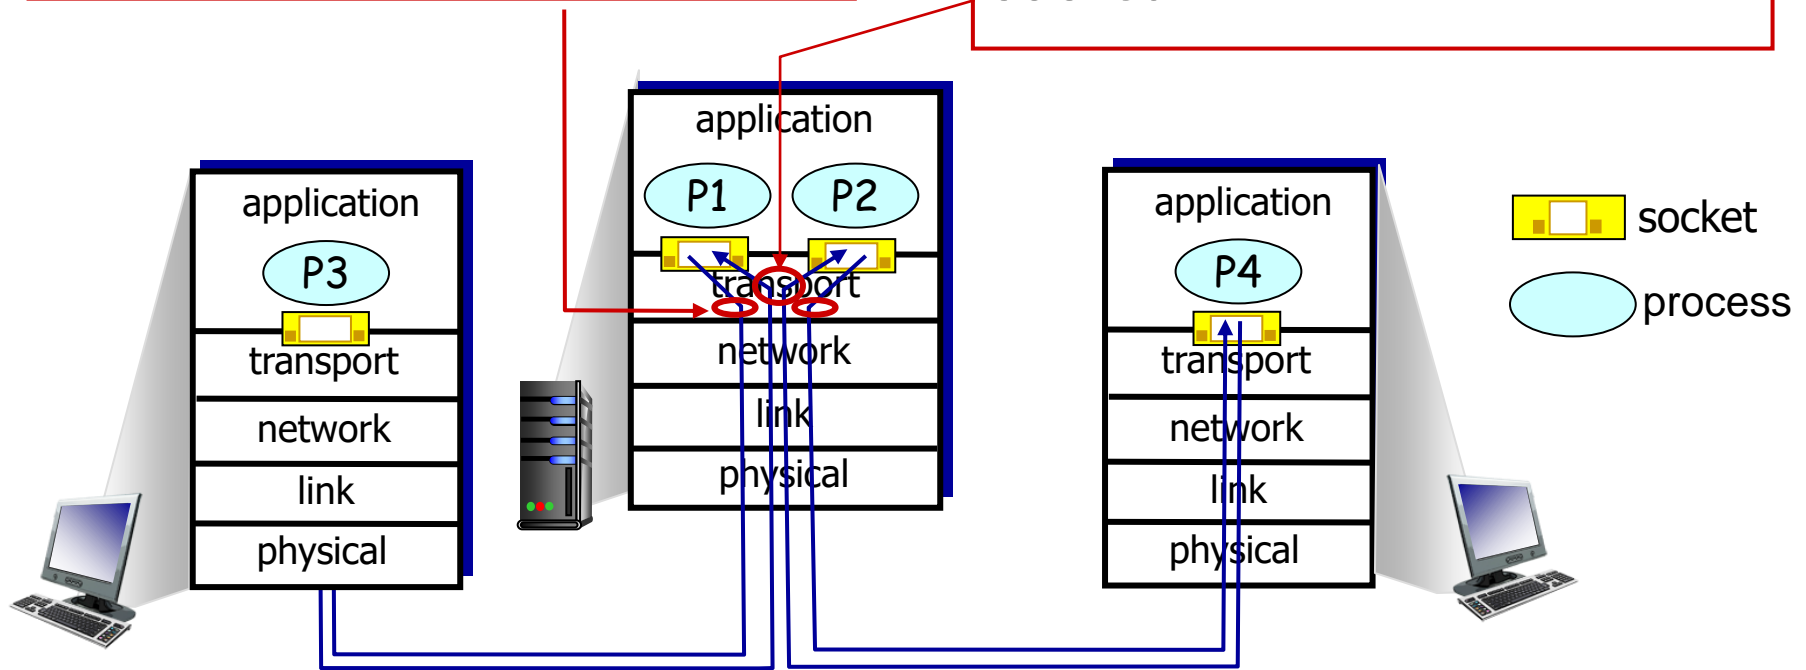 application
P1 P2
transport
network
link
physical
application
P3
transport
network
link
physical
application
P4
transport
network
link
physical
socket
process